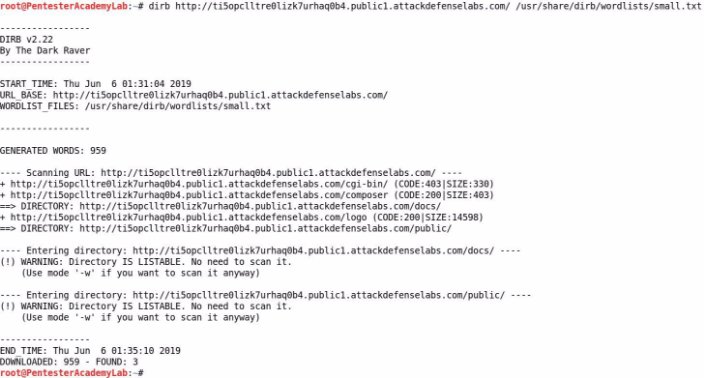 root@PentesterAcademyLab:~# dirb http://ti5opclltre0lizk7urhaq0b4.public1.attackdefenselabs.com/ /usr/share/dirb/wordlists/small.txt
-----------------
DIRB v2.22
By The Dark Raver
-----------------
START_TIME: Thu Jun  6 01:31:04 2019
URL_BASE: http://ti5opclltre0lizk7urhaq0b4.public1.attackdefenselabs.com/
WORDLIST_FILES: /usr/share/dirb/wordlists/small.txt
-----------------
GENERATED WORDS: 959
---- Scanning URL: http://ti5opclltre0lizk7urhaq0b4.public1.attackdefenselabs.com/ ----
+ http://ti5opclltre0lizk7urhaq0b4.public1.attackdefenselabs.com/cgi-bin/ (CODE:403|SIZE:330)
+ http://ti5opclltre0lizk7urhaq0b4.public1.attackdefenselabs.com/composer (CODE:200|SIZE:403)
==> DIRECTORY: http://ti5opclltre0lizk7urhaq0b4.public1.attackdefenselabs.com/docs/
+ http://ti5opclltre0lizk7urhaq0b4.public1.attackdefenselabs.com/logo (CODE:200|SIZE:14598)
==> DIRECTORY: http://ti5opclltre0lizk7urhaq0b4.public1.attackdefenselabs.com/public/
---- Entering directory: http://ti5opclltre0lizk7urhaq0b4.public1.attackdefenselabs.com/docs/ ----
(!) WARNING: Directory IS LISTABLE. No need to scan it.
    (Use mode '-w' if you want to scan it anyway)
---- Entering directory: http://ti5opclltre0lizk7urhaq0b4.public1.attackdefenselabs.com/public/ ----
(!) WARNING: Directory IS LISTABLE. No need to scan it.
    (Use mode '-w' if you want to scan it anyway)
-----------------
END_TIME: Thu Jun  6 01:35:10 2019
DOWNLOADED: 959 - FOUND: 3
root@PentesterAcademyLab:~#